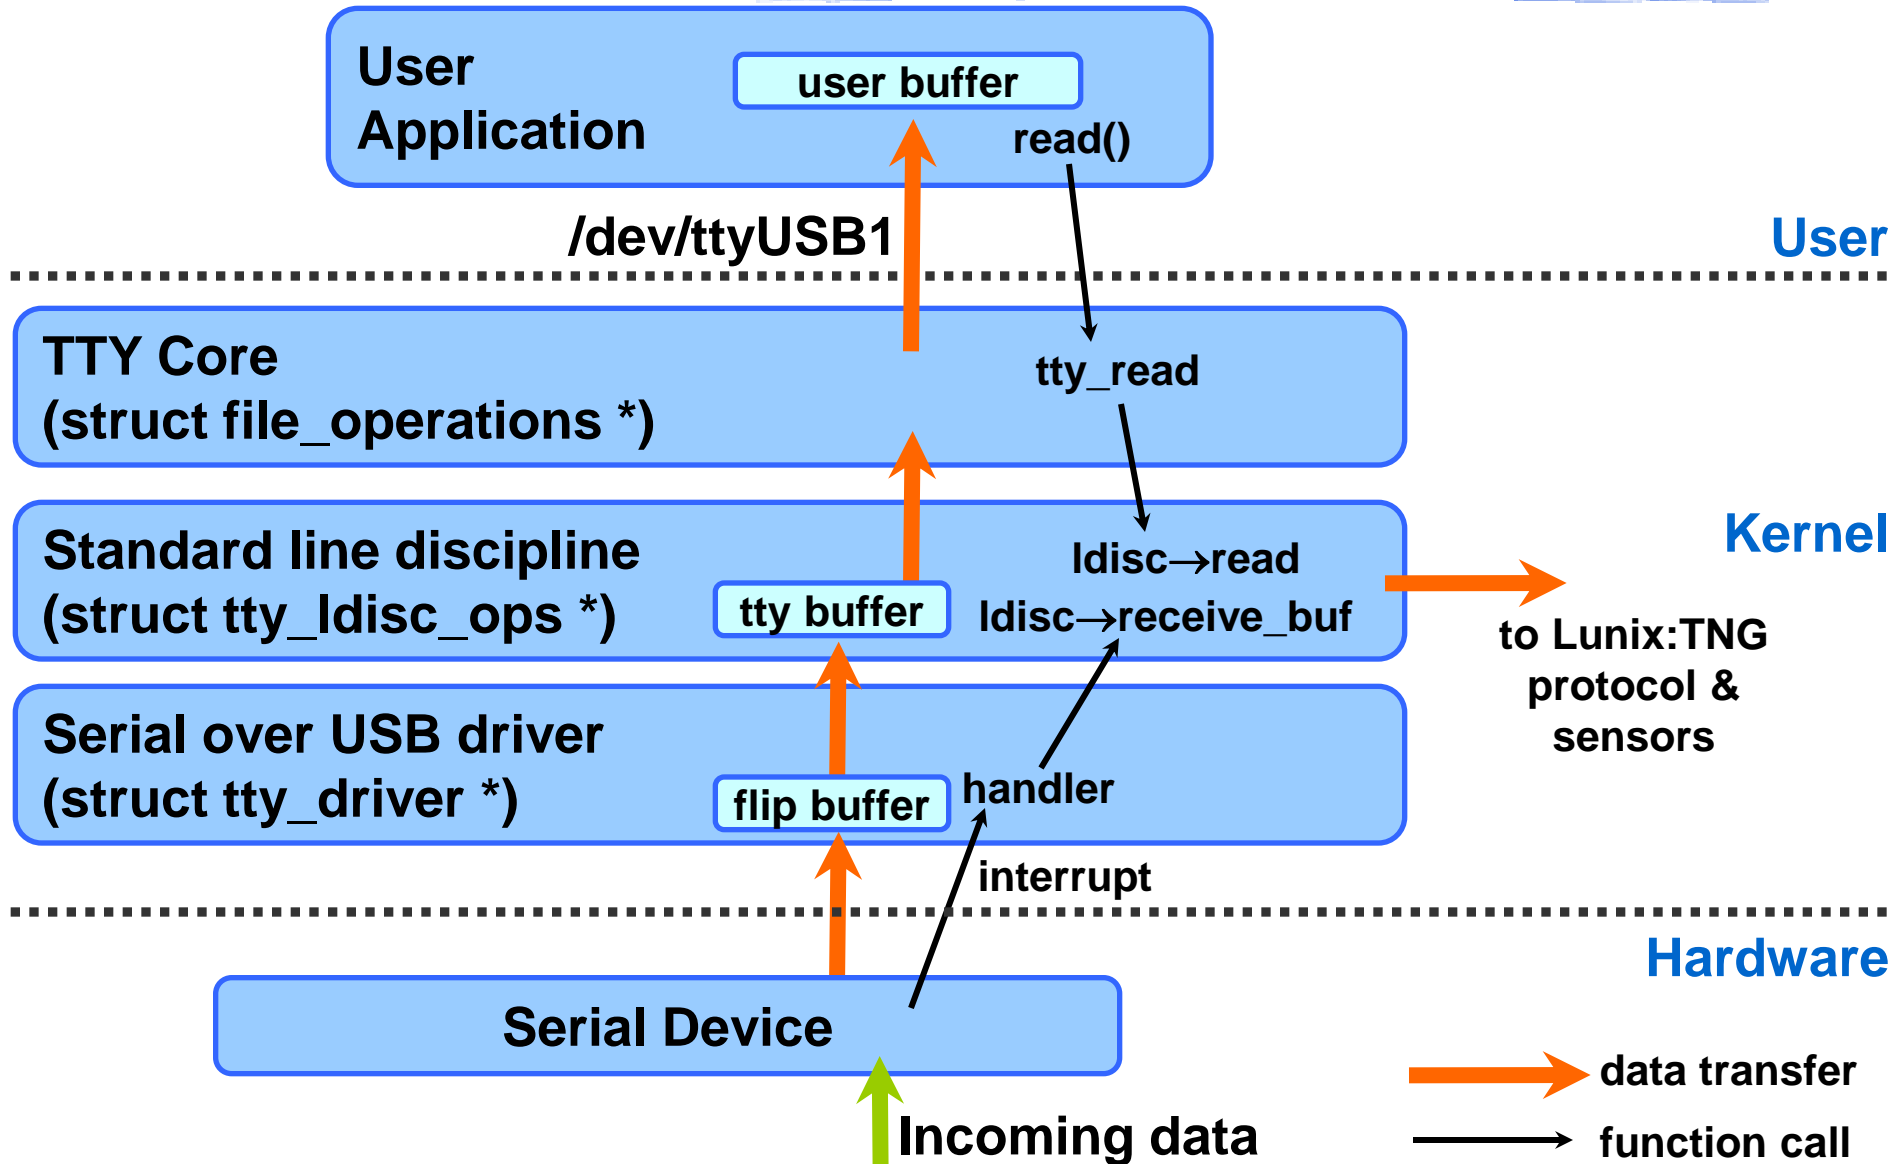 User
Application
user buffer
read()
/dev/ttyUSB1
User
TTY Core
(struct file_operations *)
tty_read
Standard line discipline
(struct tty_ldisc_ops *)
tty buffer
ldisc→read
ldisc→receive_buf
Kernel
to Lunix:TNG
protocol &
sensors
Serial over USB driver
(struct tty_driver *)
flip buffer
handler
interrupt
Hardware
Serial Device
Incoming data
data transfer
function call